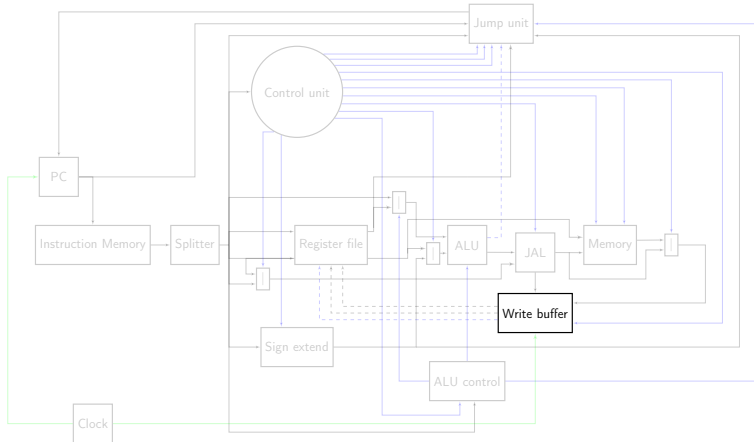 Jump unit
Control unit
PC
Instruction Memory
Splitter
Register file
ALU
JAL
Memory
Write buffer
Sign extend
ALU control
Clock